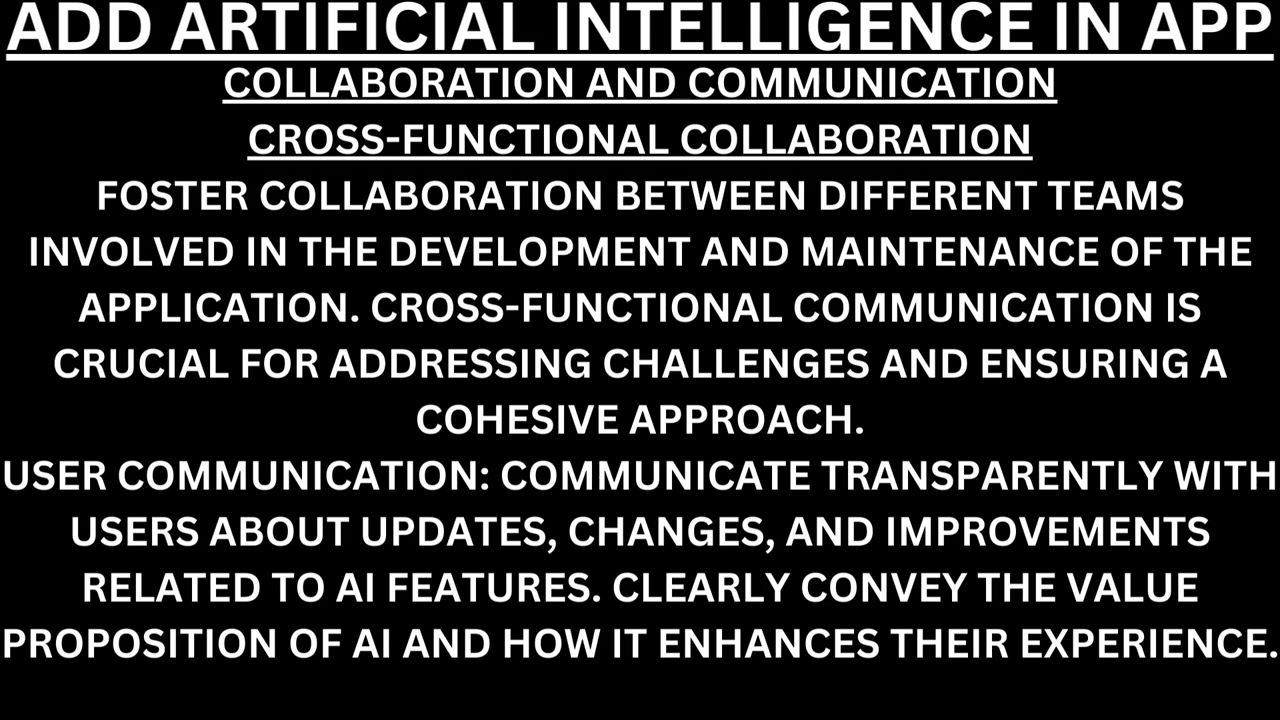 ADD ARTIFICIAL INTELLIGENCE IN APP
COLLABORATION AND COMMUNICATION
CROSS-FUNCTIONAL COLLABORATION
FOSTER COLLABORATION BETWEEN DIFFERENT TEAMS
INVOLVED IN THE DEVELOPMENT AND MAINTENANCE OF THE
APPLICATION. CROSS-FUNCTIONAL COMMUNICATION IS
CRUCIAL FOR ADDRESSING CHALLENGES AND ENSURING A
COHESIVE APPROACH.
USER COMMUNICATION: COMMUNICATE TRANSPARENTLY WITH
USERS ABOUT UPDATES, CHANGES, AND IMPROVEMENTS
RELATED TO AI FEATURES. CLEARLY CONVEY THE VALUE
PROPOSITION OF AI AND HOW IT ENHANCES THEIR EXPERIENCE.